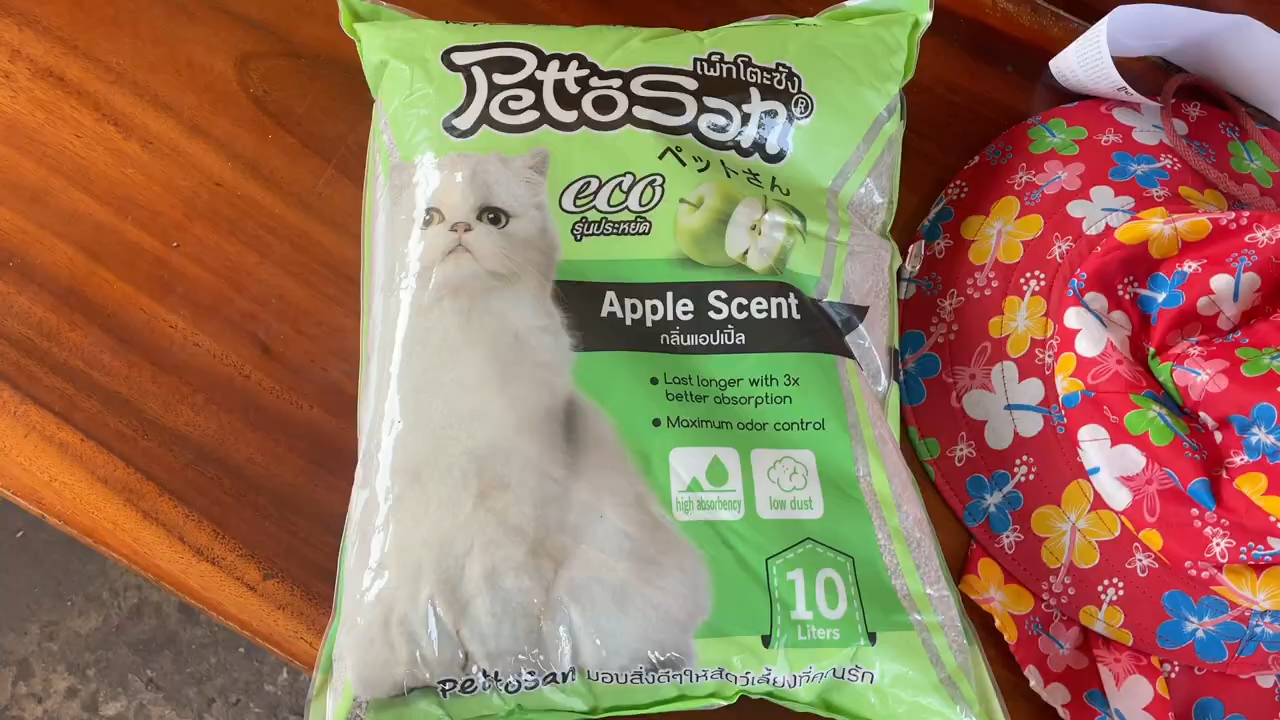 PettoSan®
เพ็ทโตะซัง
ペットさん
eco
รุ่นประหยัด
Apple Scent
กลิ่นแอปเปิ้ล
Last longer with 3x
better absorption
Maximum odor control
high absorbency
low dust
10
Liters
PettoSan มอบสิ่งดีๆให้สัตว์เลี้ยงที่คุณรัก